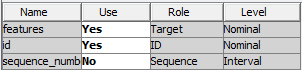 Name Use Role Level
features Yes Target Nominal
id Yes ID Nominal
sequence_numb No Sequence Interval